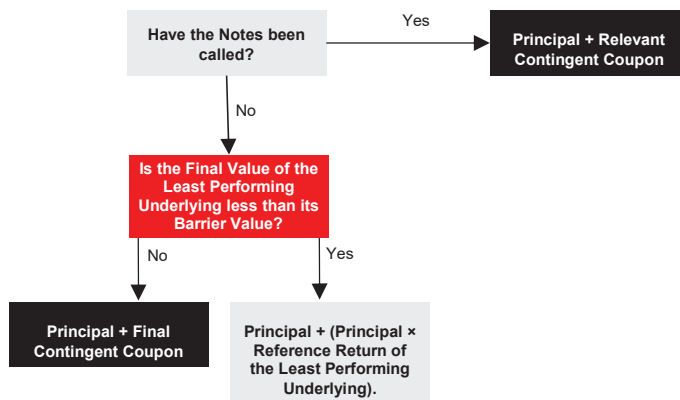 Have the Notes been
called?
Yes
Principal + Relevant
Contingent Coupon
No
Is the Final Value of the
Least Performing
Underlying less than its
Barrier Value?
No
Yes
Principal + Final
Contingent Coupon
Principal + (Principal ×
Reference Return of
the Least Performing
Underlying).